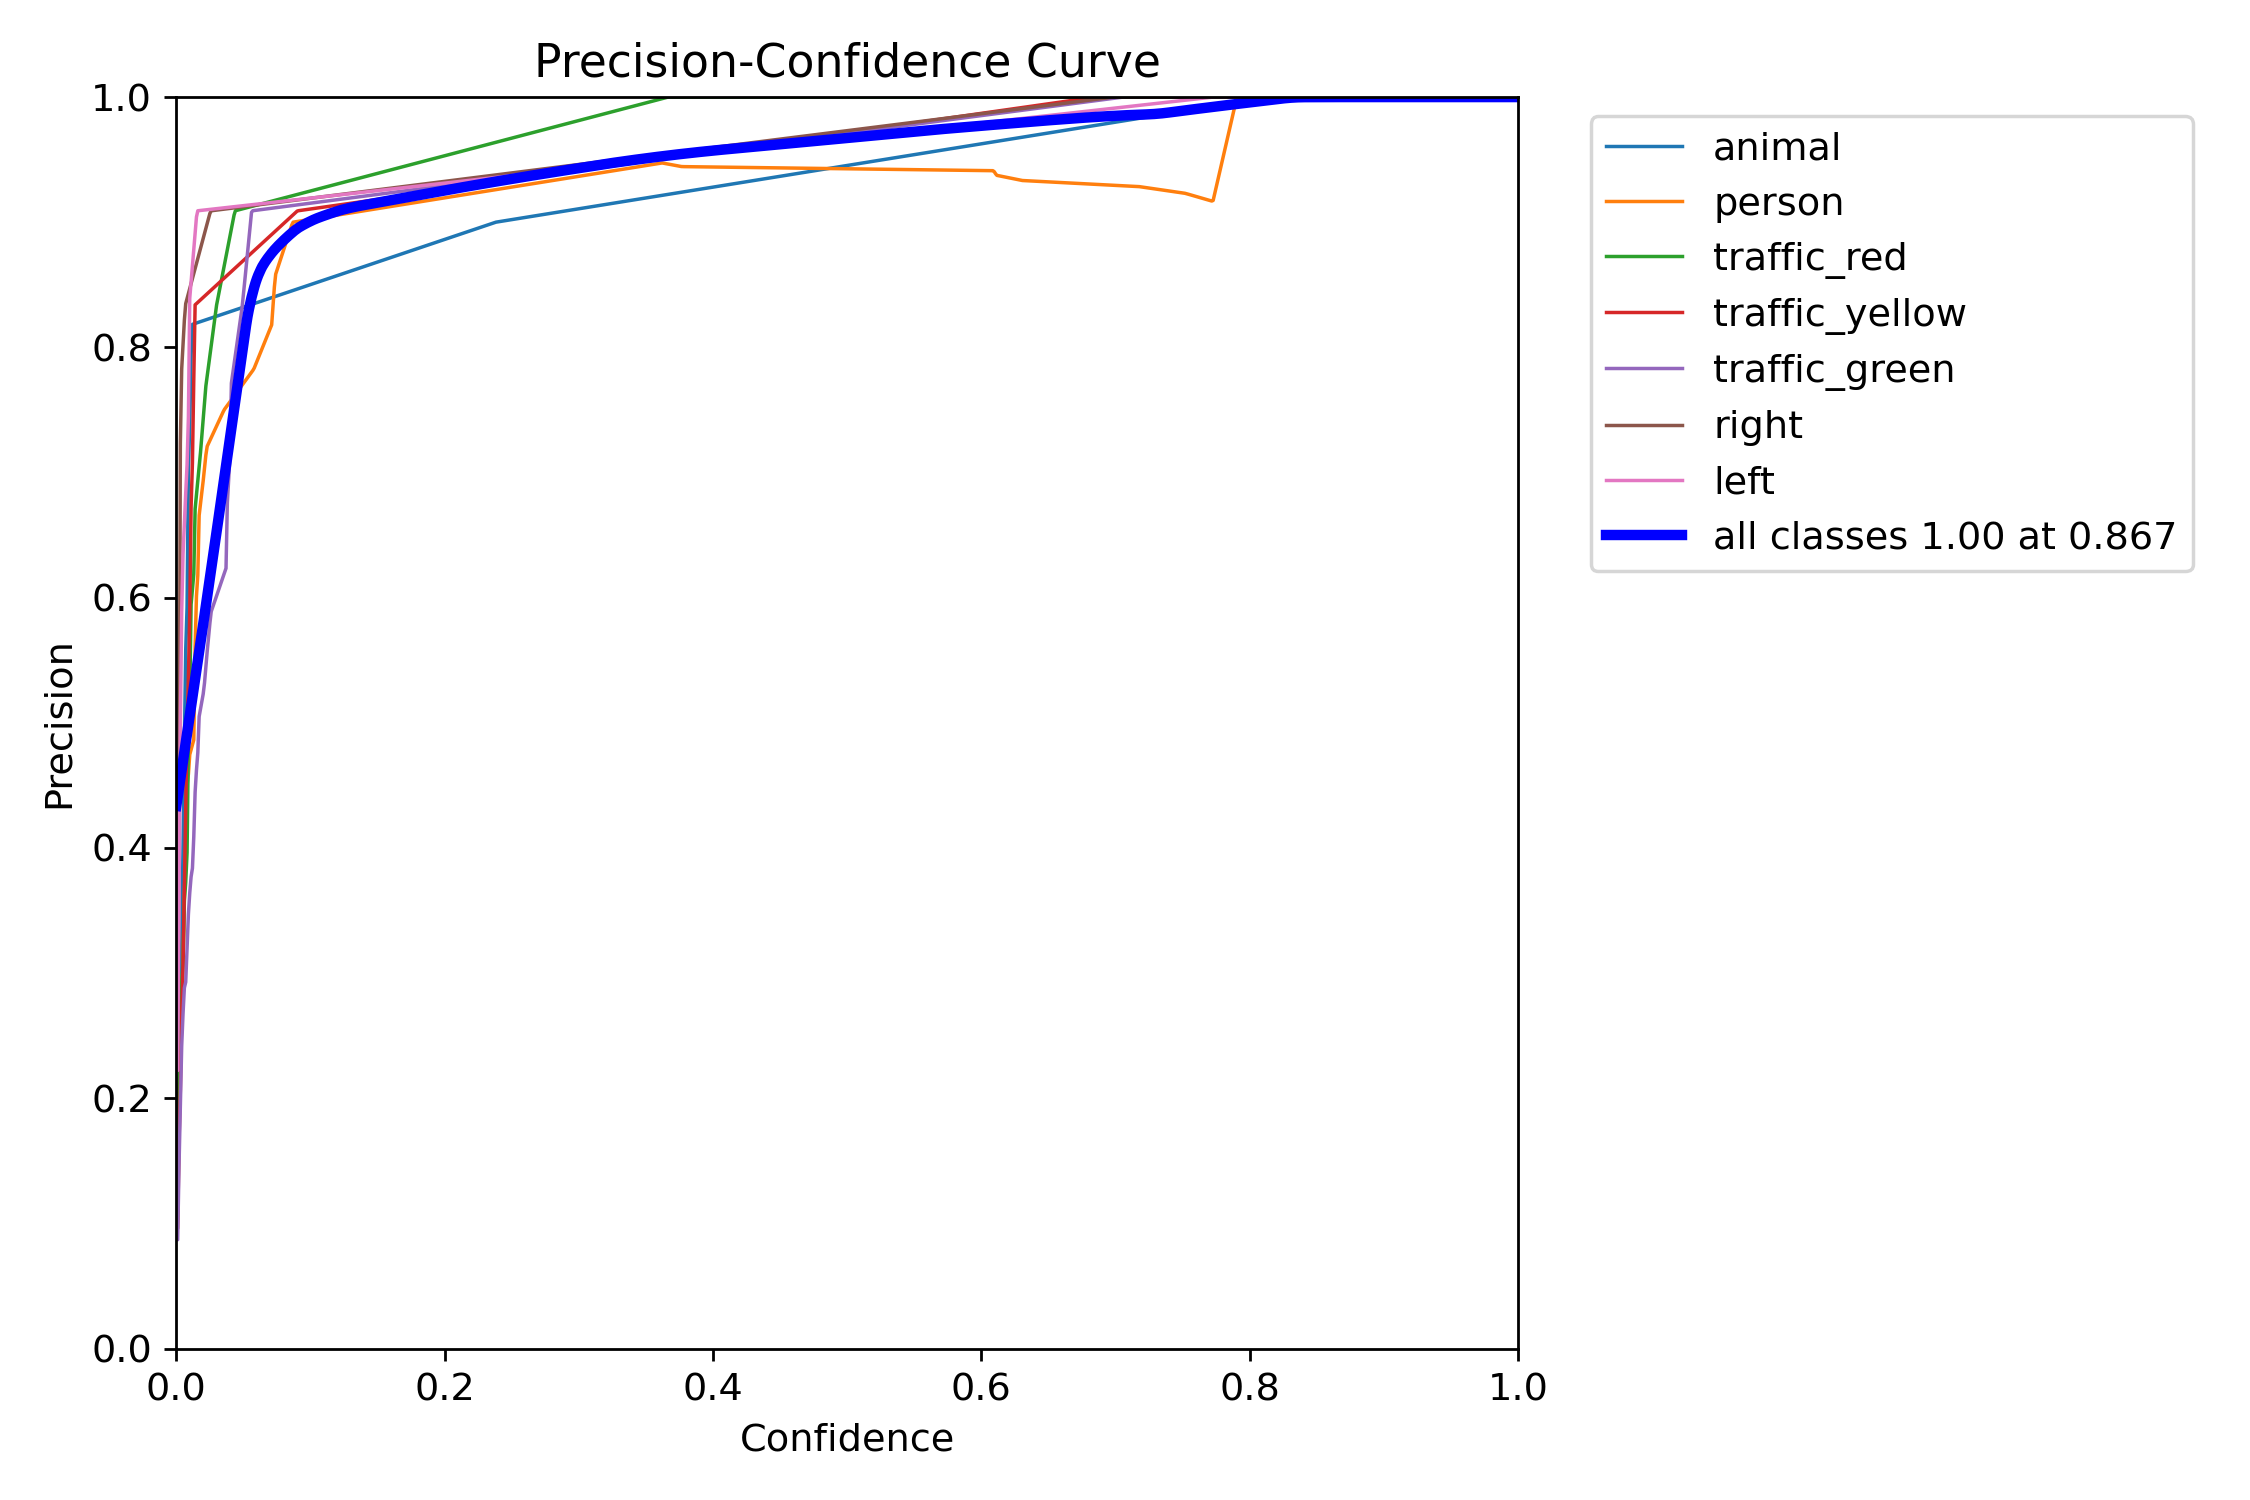 Precision-Confidence Curve
1.0
0.8
0.6
0.4
0.2
0.0
Precision
0.0 0.2 0.4 0.6 0.8 1.0
Confidence
animal
person
traffic_red
traffic_yellow
traffic_green
right
left
all classes 1.00 at 0.867